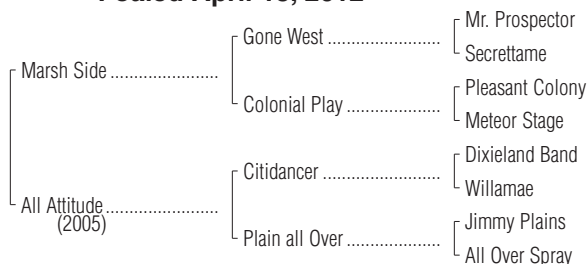 Foaled April 18, 2012
Mr. Prospector
Gone West
Secrettame
Marsh Side
Pleasant Colony
Colonial Play
Meteor Stage
Dixieland Band
Citidancer
Willamae
All Attitude
(2005)
Jimmy Plains
Plain all Over
All Over Spray